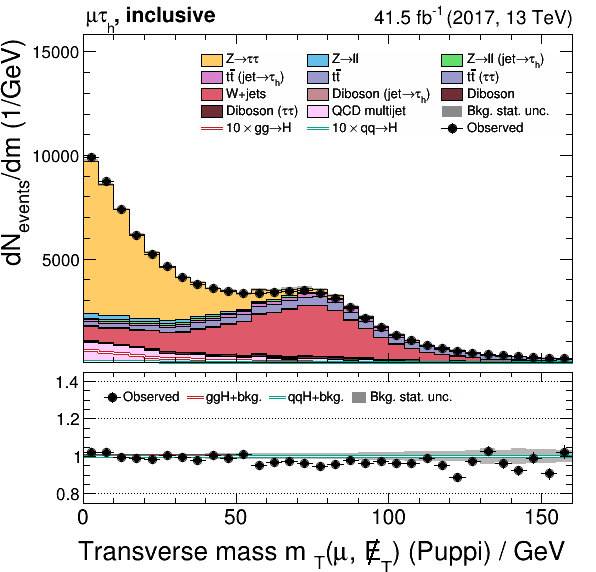 μτh, inclusive 41.5 fb⁻¹ (2017, 13 TeV)
15000
10000
5000
dNevents/dm (1/GeV)
Z→ττ Z→ll Z→ll (jet→τh)
tt̄ (jet→τh) tt̄ tt̄ (ττ)
W+jets Diboson (jet→τh) Diboson
Diboson (ττ) QCD multijet Bkg. stat. unc.
10 × gg→H 10 × qq→H Observed
1.4
1.2
1
0.8
Observed ggH+bkg. qqH+bkg. Bkg. stat. unc.
0 50 100 150
Transverse mass m T(μ, E̸T) (Puppi) / GeV